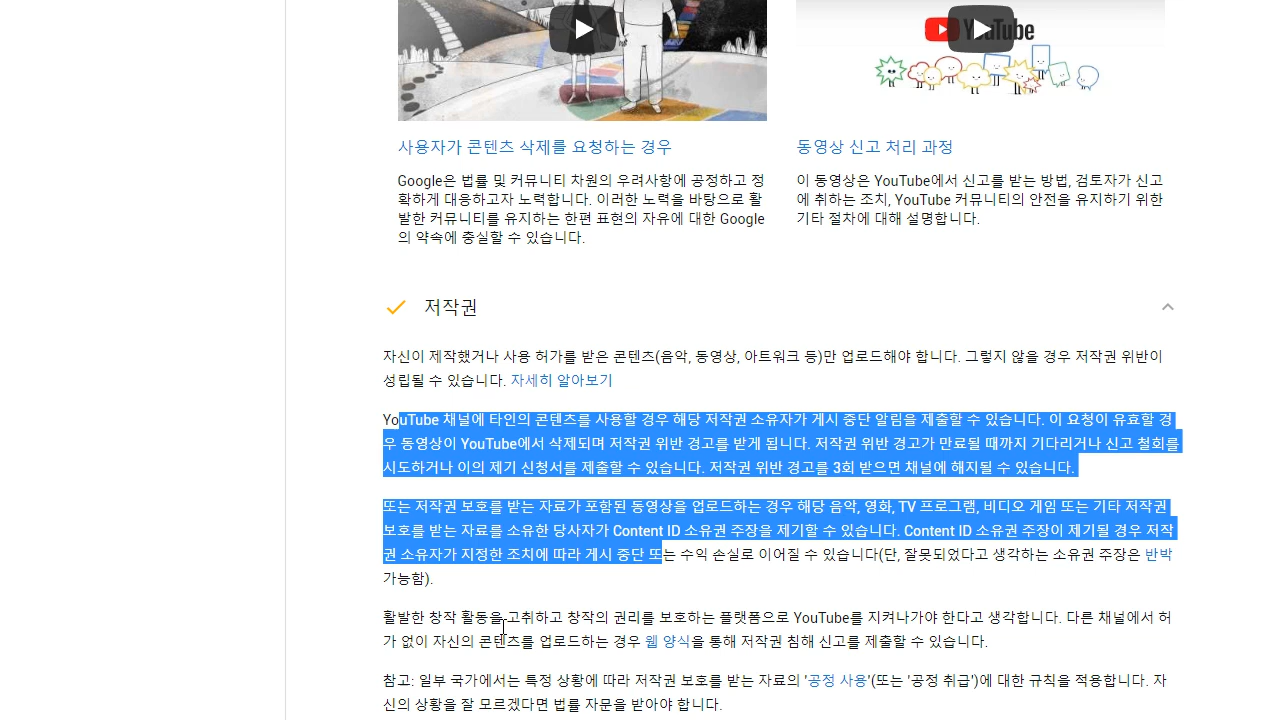 YouTube
사용자가 콘텐츠 삭제를 요청하는 경우
Google은 법률 및 커뮤니티 차원의 우려사항에 공정하고 정
확하게 대응하고자 노력합니다. 이러한 노력을 바탕으로 활
발한 커뮤니티를 유지하는 한편 표현의 자유에 대한 Google
의 약속에 충실할 수 있습니다.
동영상 신고 처리 과정
이 동영상은 YouTube에서 신고를 받는 방법, 검토자가 신고
에 취하는 조치, YouTube 커뮤니티의 안전을 유지하기 위한
기타 절차에 대해 설명합니다.
저작권
자신이 제작했거나 사용 허가를 받은 콘텐츠(음악, 동영상, 아트워크 등)만 업로드해야 합니다. 그렇지 않을 경우 저작권 위반이
성립될 수 있습니다. 자세히 알아보기
YouTube 채널에 타인의 콘텐츠를 사용할 경우 해당 저작권 소유자가 게시 중단 알림을 제출할 수 있습니다. 이 요청이 유효할 경
우 동영상이 YouTube에서 삭제되며 저작권 위반 경고를 받게 됩니다. 저작권 위반 경고가 만료될 때까지 기다리거나 신고 철회를
시도하거나 이의 제기 신청서를 제출할 수 있습니다. 저작권 위반 경고를 3회 받으면 채널에 해지될 수 있습니다.
또는 저작권 보호를 받는 자료가 포함된 동영상을 업로드하는 경우 해당 음악, 영화, TV 프로그램, 비디오 게임 또는 기타 저작권
보호를 받는 자료를 소유한 당사자가 Content ID 소유권 주장을 제기할 수 있습니다. Content ID 소유권 주장이 제기될 경우 저작
권 소유자가 지정한 조치에 따라 게시 중단 또는 수익 손실로 이어질 수 있습니다(단, 잘못되었다고 생각하는 소유권 주장은 반박
가능함).
활발한 창작 활동을 고취하고 창작의 권리를 보호하는 플랫폼으로 YouTube를 지켜나가야 한다고 생각합니다. 다른 채널에서 허
가 없이 자신의 콘텐츠를 업로드하는 경우 웹 양식을 통해 저작권 침해 신고를 제출할 수 있습니다.
참고: 일부 국가에서는 특정 상황에 따라 저작권 보호를 받는 자료의 '공정 사용'(또는 '공정 취급')에 대한 규칙을 적용합니다. 자
신의 상황을 잘 모르겠다면 법률 자문을 받아야 합니다.